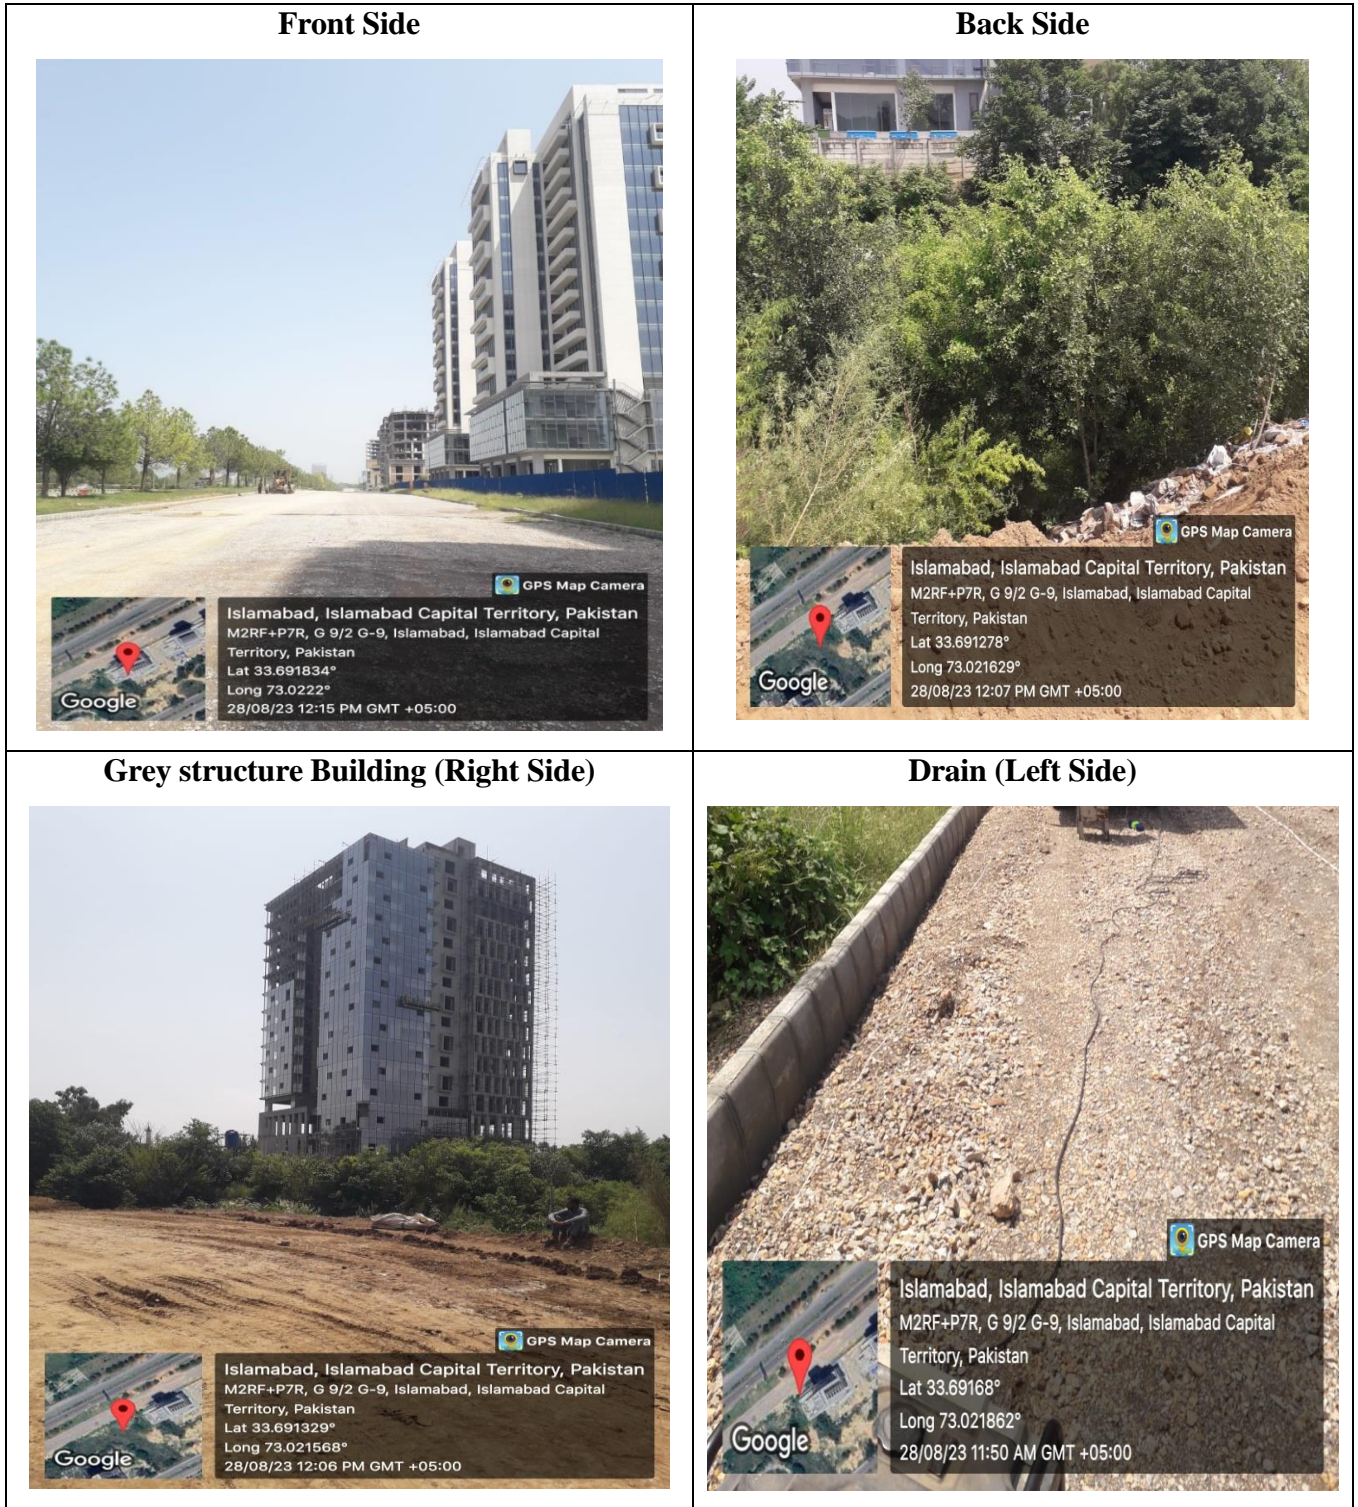 Front Side
GPS Map Camera
Islamabad, Islamabad Capital Territory, Pakistan
M2RF+P7R, G 9/2 G-9, Islamabad, Islamabad Capital
Territory, Pakistan
Lat 33.691834°
Long 73.0222°
28/08/23 12:15 PM GMT +05:00
Google
Back Side
GPS Map Camera
Islamabad, Islamabad Capital Territory, Pakistan
M2RF+P7R, G 9/2 G-9, Islamabad, Islamabad Capital
Territory, Pakistan
Lat 33.691278°
Long 73.021629°
28/08/23 12:07 PM GMT +05:00
Google
Grey structure Building (Right Side)
GPS Map Camera
Islamabad, Islamabad Capital Territory, Pakistan
M2RF+P7R, G 9/2 G-9, Islamabad, Islamabad Capital
Territory, Pakistan
Lat 33.691329°
Long 73.021568°
28/08/23 12:06 PM GMT +05:00
Google
Drain (Left Side)
GPS Map Camera
Islamabad, Islamabad Capital Territory, Pakistan
M2RF+P7R, G 9/2 G-9, Islamabad, Islamabad Capital
Territory, Pakistan
Lat 33.69168°
Long 73.021862°
28/08/23 11:50 AM GMT +05:00
Google